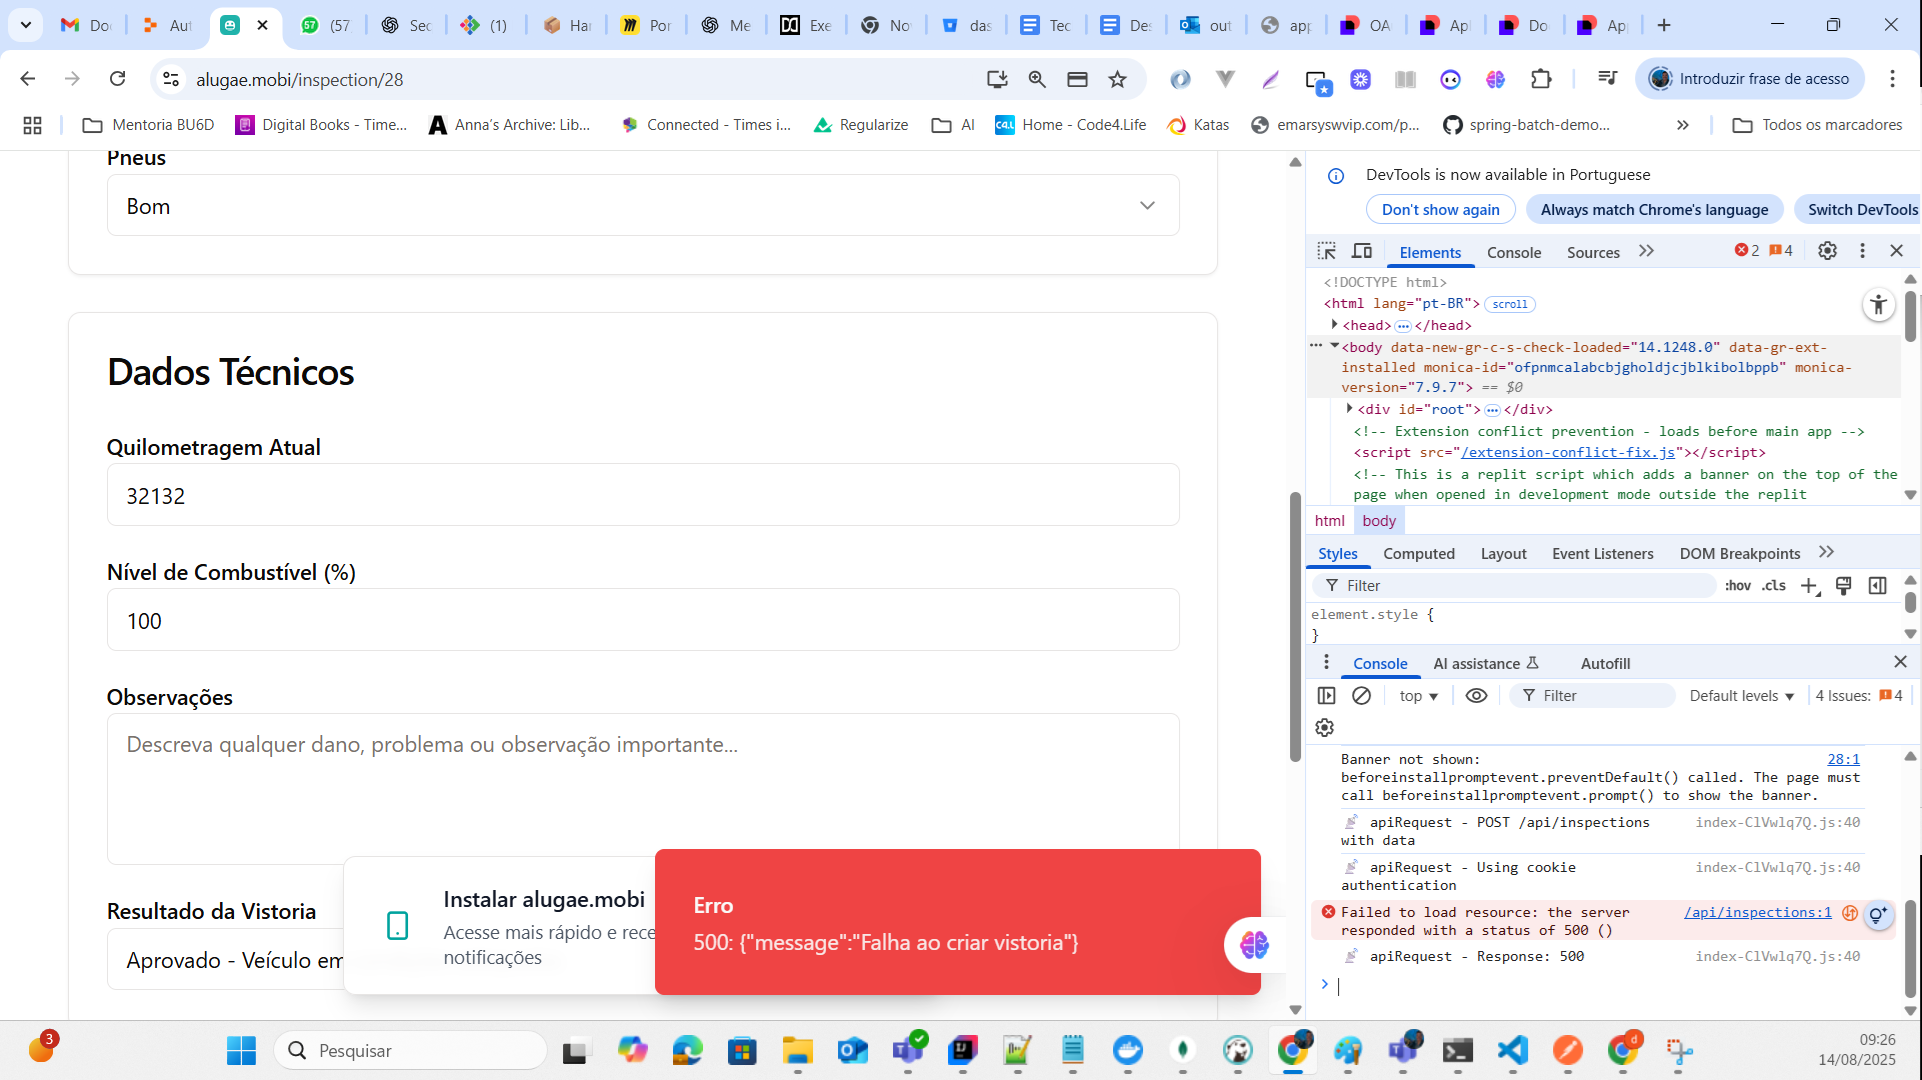 Do
Aut
(57
Sec
(1)
Har
Por
Me
Exe
No
das
Tec
Des
out
app
OA
Apl
Do
Ap
alugae.mobi/inspection/28
Introduzir frase de acesso
Mentoria BU6D
Digital Books - Time...
Anna's Archive: Lib...
Connected - Times i...
Regularize
AI
Home - Code4.Life
Katas
emarsyswvip.com/p...
spring-batch-demo...
Todos os marcadores
Pneus
Bom
Dados Técnicos
Quilometragem Atual
32132
Nível de Combustível (%)
100
Observações
Descreva qualquer dano, problema ou observação importante...
Resultado da Vistoria
Aprovado - Veículo em
Instalar alugae.mobi
Acesse mais rápido e rece
notificações
Erro
500: {"message":"Falha ao criar vistoria"}
DevTools is now available in Portuguese
Don't show again
Always match Chrome's language
Switch DevTools
Elements
Console
Sources
2
4
<!DOCTYPE html>
<html lang="pt-BR"> scroll
<head> ... </head>
<body data-new-gr-c-s-check-loaded="14.1248.0" data-gr-ext-
installed monica-id="ofpnmcalabcbjgholdjcjblkibolbppb" monica-
version="7.9.7"> == $0
<div id="root"> ... </div>
<!-- Extension conflict prevention - loads before main app -->
<script src="/extension-conflict-fix.js"></script>
<!-- This is a replit script which adds a banner on the top of the
page when opened in development mode outside the replit
html
body
Styles
Computed
Layout
Event Listeners
DOM Breakpoints
Filter
:hov
.cls
element.style {
}
Console
AI assistance
Autofill
top
Filter
Default levels
4 Issues:
4
Banner not shown: 28:1
beforeinstallpromptevent.preventDefault() called. The page must
call beforeinstallpromptevent.prompt() to show the banner.
apiRequest - POST /api/inspections index-ClVwlq7Q.js:40
with data
apiRequest - Using cookie index-ClVwlq7Q.js:40
authentication
Failed to load resource: the server /api/inspections:1
responded with a status of 500 ()
apiRequest - Response: 500 index-ClVwlq7Q.js:40
3
Pesquisar
09:26
14/08/2025